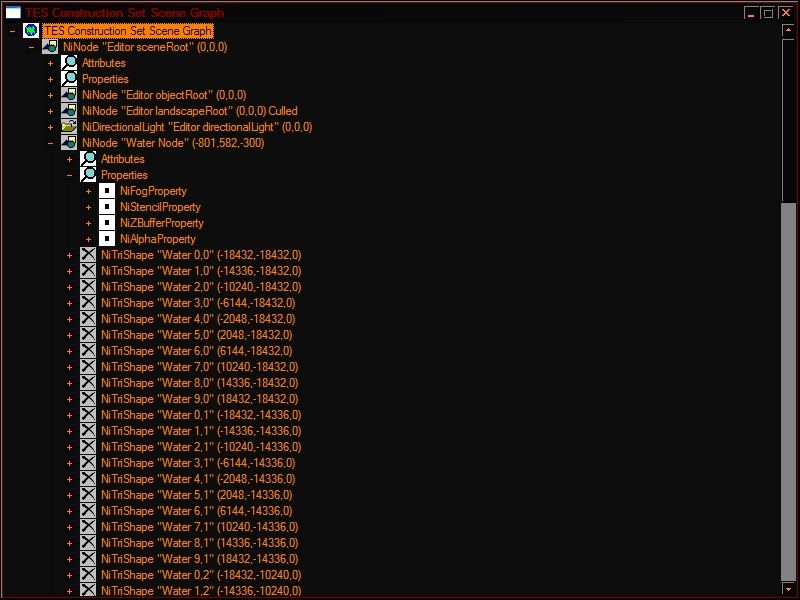 TES Construction Set Scene Graph
TES Construction Set Scene Graph
NiNode "Editor sceneRoot" (0,0,0)
Attributes
Properties
NiNode "Editor objectRoot" (0,0,0)
NiNode "Editor landscapeRoot" (0,0,0) Culled
NiDirectionalLight "Editor directionalLight" (0,0,0)
NiNode "Water Node" (-801,582,-300)
Attributes
Properties
NiFogProperty
NiStencilProperty
NiZBufferProperty
NiAlphaProperty
NiTriShape "Water 0,0" (-18432,-18432,0)
NiTriShape "Water 1,0" (-14336,-18432,0)
NiTriShape "Water 2,0" (-10240,-18432,0)
NiTriShape "Water 3,0" (-6144,-18432,0)
NiTriShape "Water 4,0" (-2048,-18432,0)
NiTriShape "Water 5,0" (2048,-18432,0)
NiTriShape "Water 6,0" (6144,-18432,0)
NiTriShape "Water 7,0" (10240,-18432,0)
NiTriShape "Water 8,0" (14336,-18432,0)
NiTriShape "Water 9,0" (18432,-18432,0)
NiTriShape "Water 0,1" (-18432,-14336,0)
NiTriShape "Water 1,1" (-14336,-14336,0)
NiTriShape "Water 2,1" (-10240,-14336,0)
NiTriShape "Water 3,1" (-6144,-14336,0)
NiTriShape "Water 4,1" (-2048,-14336,0)
NiTriShape "Water 5,1" (2048,-14336,0)
NiTriShape "Water 6,1" (6144,-14336,0)
NiTriShape "Water 7,1" (10240,-14336,0)
NiTriShape "Water 8,1" (14336,-14336,0)
NiTriShape "Water 9,1" (18432,-14336,0)
NiTriShape "Water 0,2" (-18432,-10240,0)
NiTriShape "Water 1,2" (-14336,-10240,0)